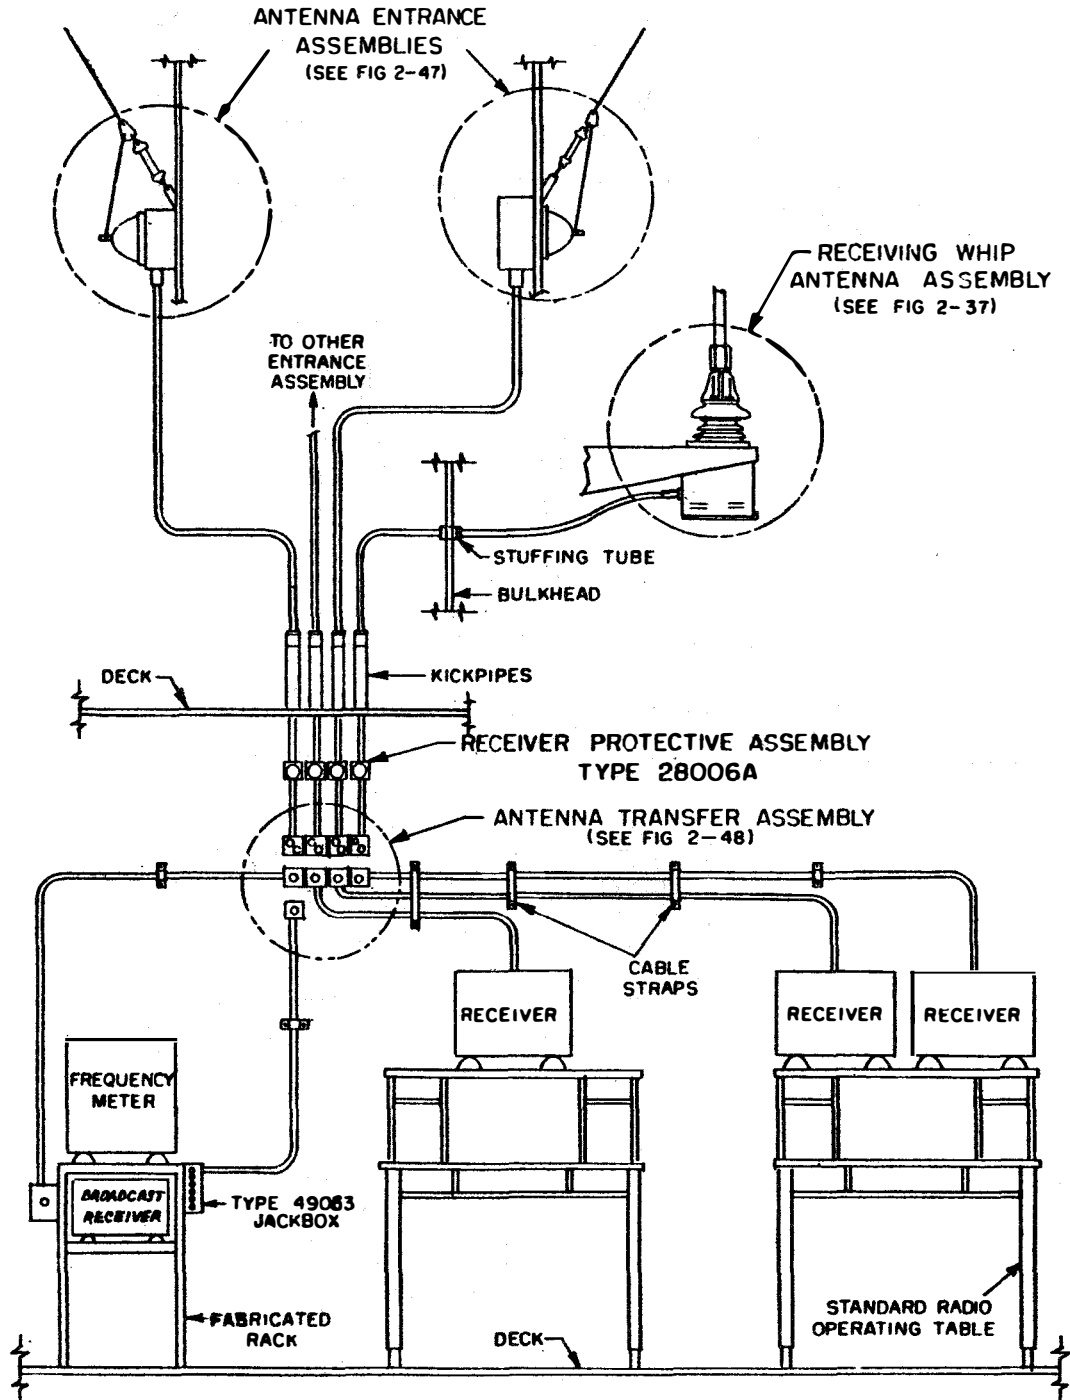 ANTENNA ENTRANCE
ASSEMBLIES
(SEE FIG 2-47)
RECEIVING WHIP
ANTENNA ASSEMBLY
(SEE FIG 2-37)
TO OTHER
ENTRANCE
ASSEMBLY
STUFFING TUBE
BULKHEAD
DECK
KICKPIPES
RECEIVER PROTECTIVE ASSEMBLY
TYPE 28006A
ANTENNA TRANSFER ASSEMBLY
(SEE FIG 2-48)
CABLE
STRAPS
RECEIVER
RECEIVER
RECEIVER
FREQUENCY
METER
BROADCAST
RECEIVER
TYPE 49063
JACKBOX
FABRICATED
RACK
DECK
STANDARD RADIO
OPERATING TABLE